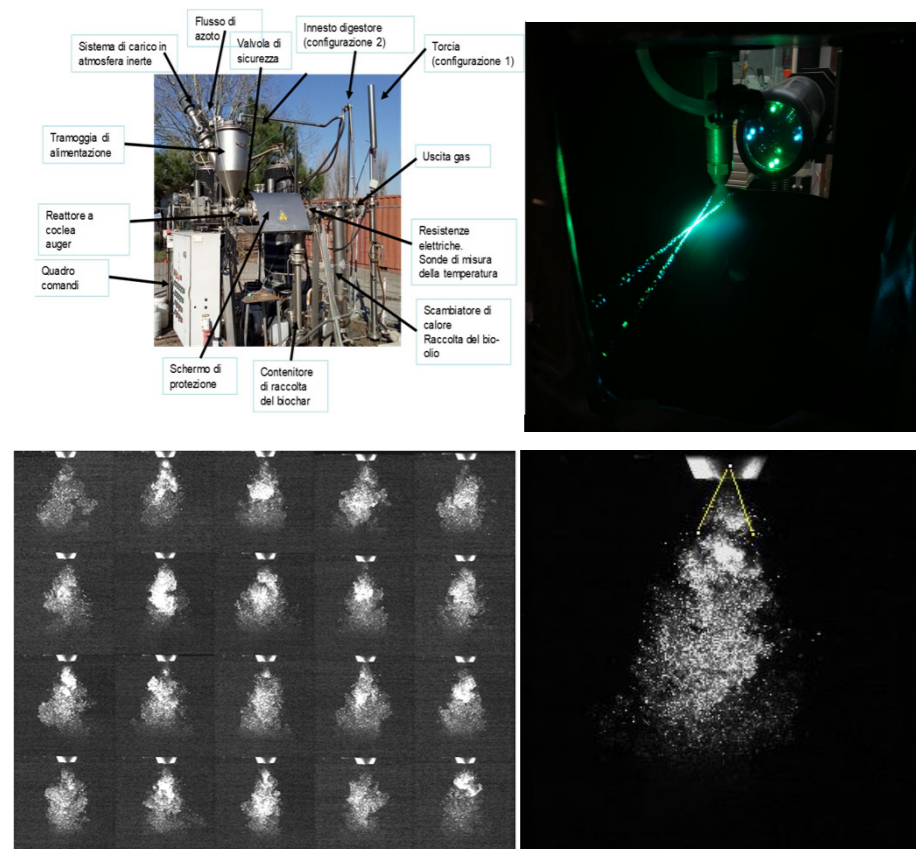 Flusso di
azoto
Sistema di carico in
atmosfera inerte
Valvola di
sicurezza
Innesto digestore
(configurazione 2)
Torcia
(configurazione 1)
Tramoggia di
alimentazione
Uscita gas
Reattore a
coclea
auger
Resistenze
elettriche.
Sonde di misura
della temperatura
Quadro
comandi
Scambiatore di
calore
Raccolta del bio-
olio
Schermo di
protezione
Contenitore
di raccolta
del biochar